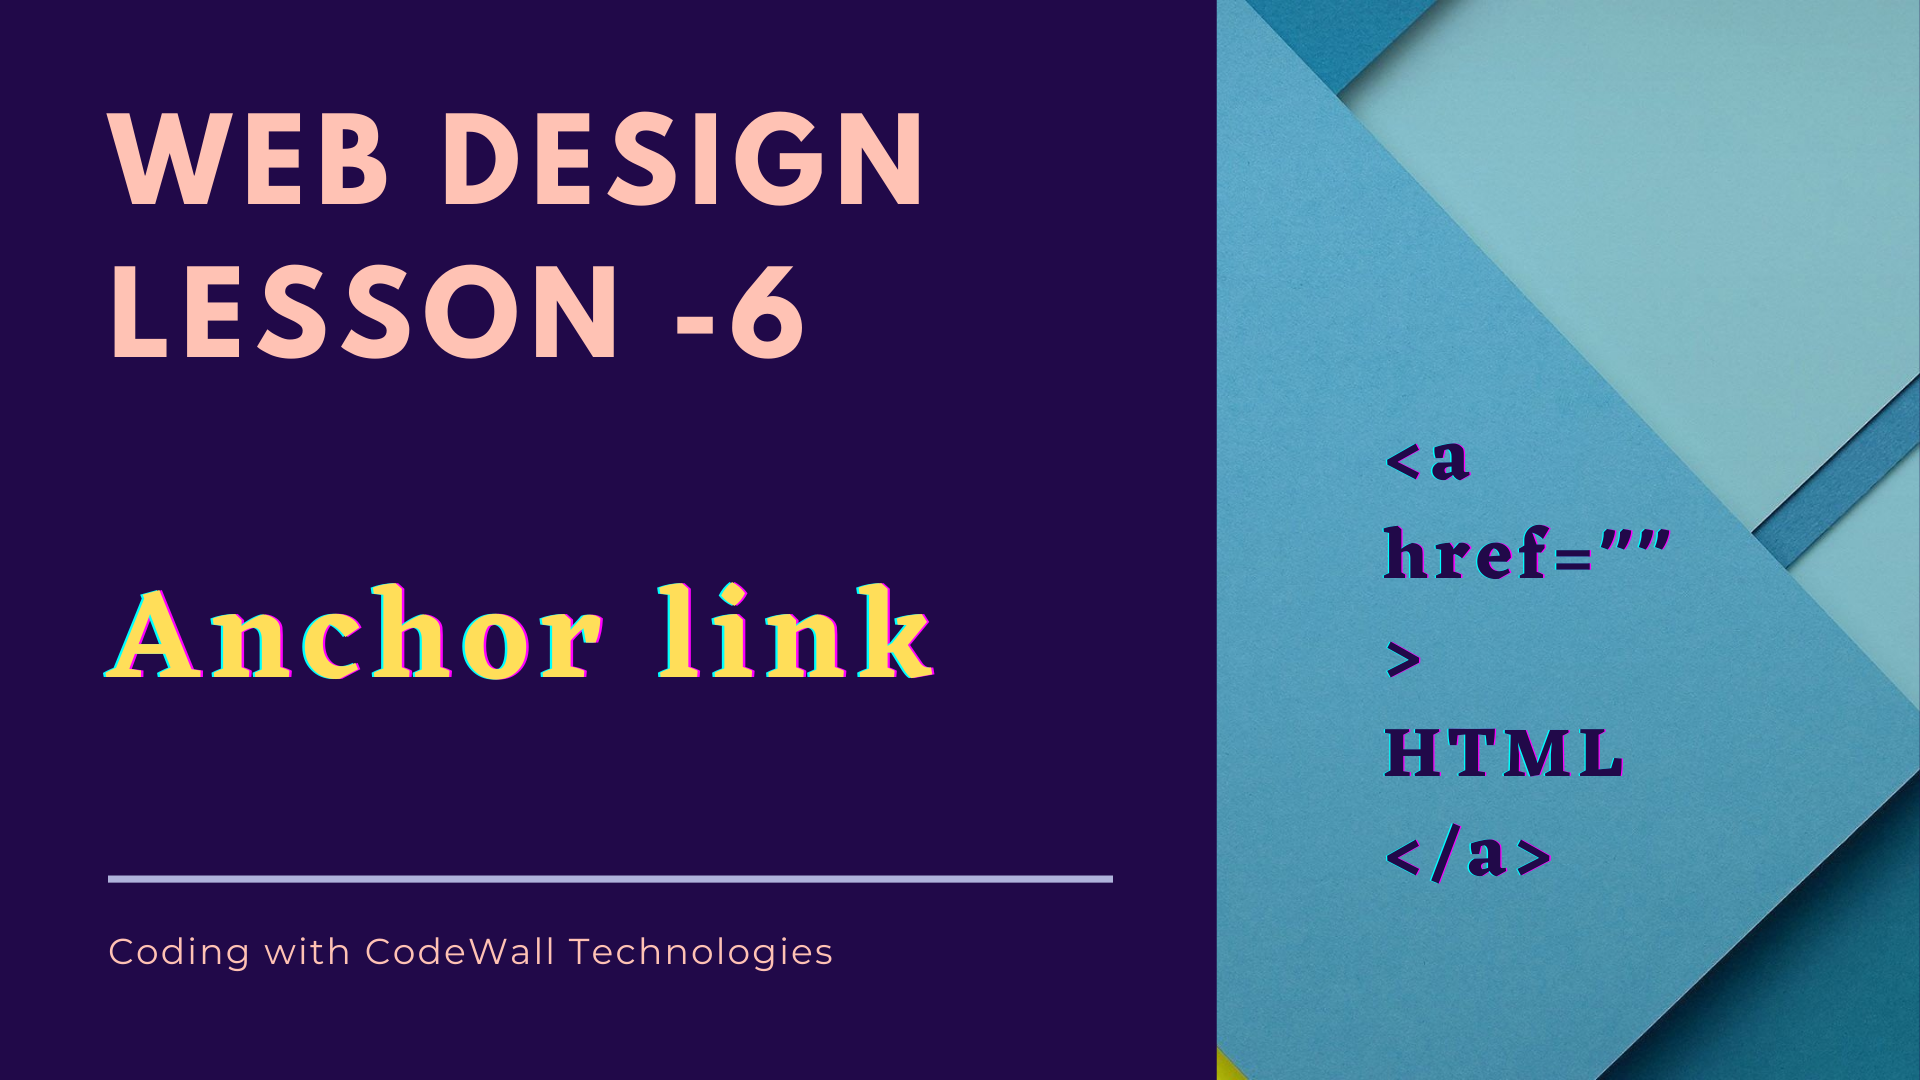 WEB DESIGN
LESSON -6
Anchor link
Coding with CodeWall Technologies
<a
href=""
>
HTML
</a>